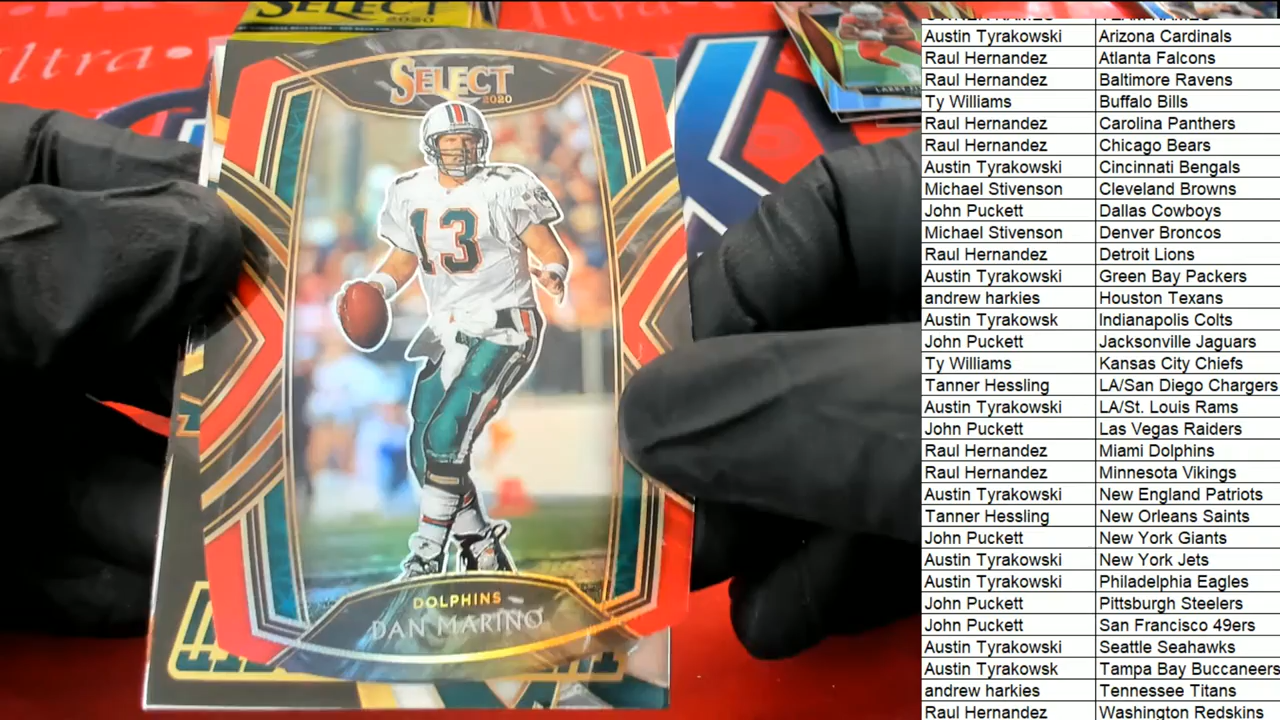 2020
ltra
Ultra
SELECT
2020
13
DOLPHINS
DAN MARINO
OWNER NAMES TEAM NAMES
Austin Tyrakowski Arizona Cardinals
Raul Hernandez Atlanta Falcons
Raul Hernandez Baltimore Ravens
Ty Williams Buffalo Bills
Raul Hernandez Carolina Panthers
Raul Hernandez Chicago Bears
Austin Tyrakowski Cincinnati Bengals
Michael Stivenson Cleveland Browns
John Puckett Dallas Cowboys
Michael Stivenson Denver Broncos
Raul Hernandez Detroit Lions
Austin Tyrakowski Green Bay Packers
andrew harkies Houston Texans
Austin Tyrakowsk Indianapolis Colts
John Puckett Jacksonville Jaguars
Ty Williams Kansas City Chiefs
Tanner Hessling LA/San Diego Chargers
Austin Tyrakowski LA/St. Louis Rams
John Puckett Las Vegas Raiders
Raul Hernandez Miami Dolphins
Raul Hernandez Minnesota Vikings
Austin Tyrakowski New England Patriots
Tanner Hessling New Orleans Saints
John Puckett New York Giants
Austin Tyrakowski New York Jets
Austin Tyrakowski Philadelphia Eagles
John Puckett Pittsburgh Steelers
John Puckett San Francisco 49ers
Austin Tyrakowski Seattle Seahawks
Austin Tyrakowsk Tampa Bay Buccaneers
andrew harkies Tennessee Titans
Raul Hernandez Washington Redskins